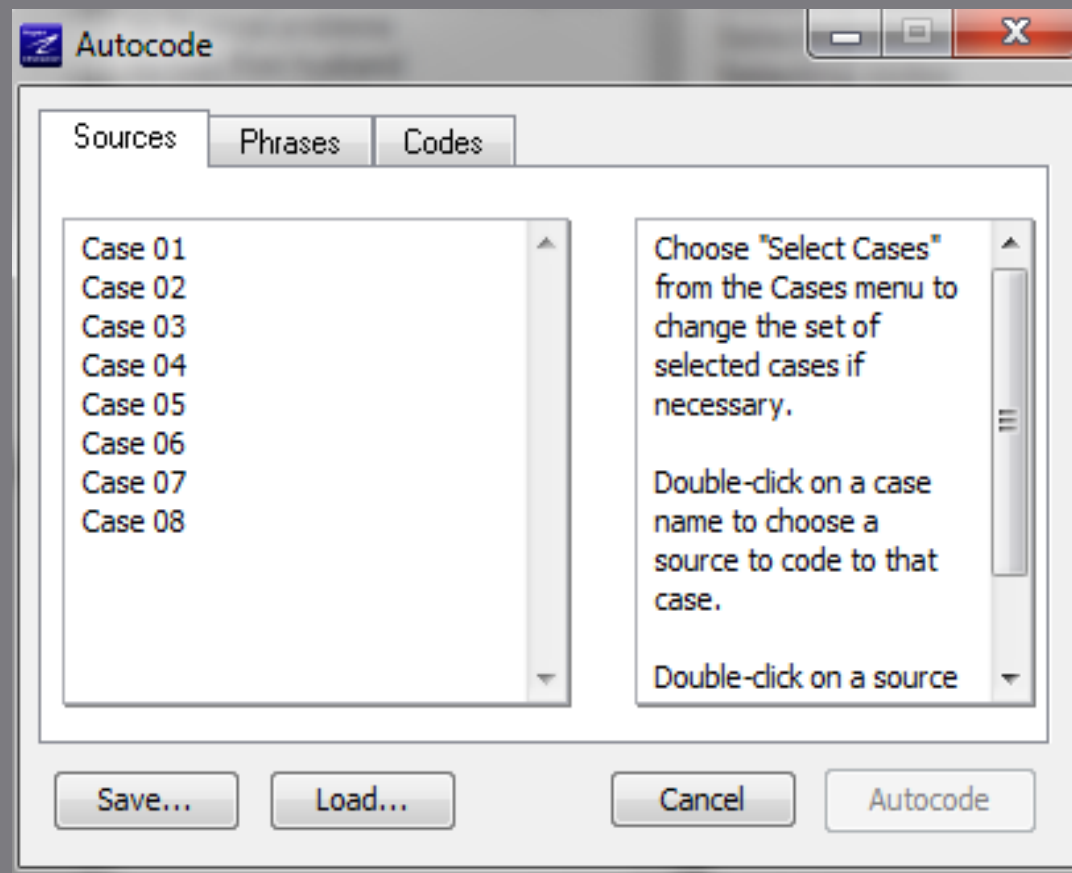 Autocode
Sources
Phrases
Codes
Case 01
Case 02
Case 03
Case 04
Case 05
Case 06
Case 07
Case 08
Choose "Select Cases"
from the Cases menu to
change the set of
selected cases if
necessary.
Double-click on a case
name to choose a
source to code to that
case.
Double-click on a source
Save...
Load...
Cancel
Autocode